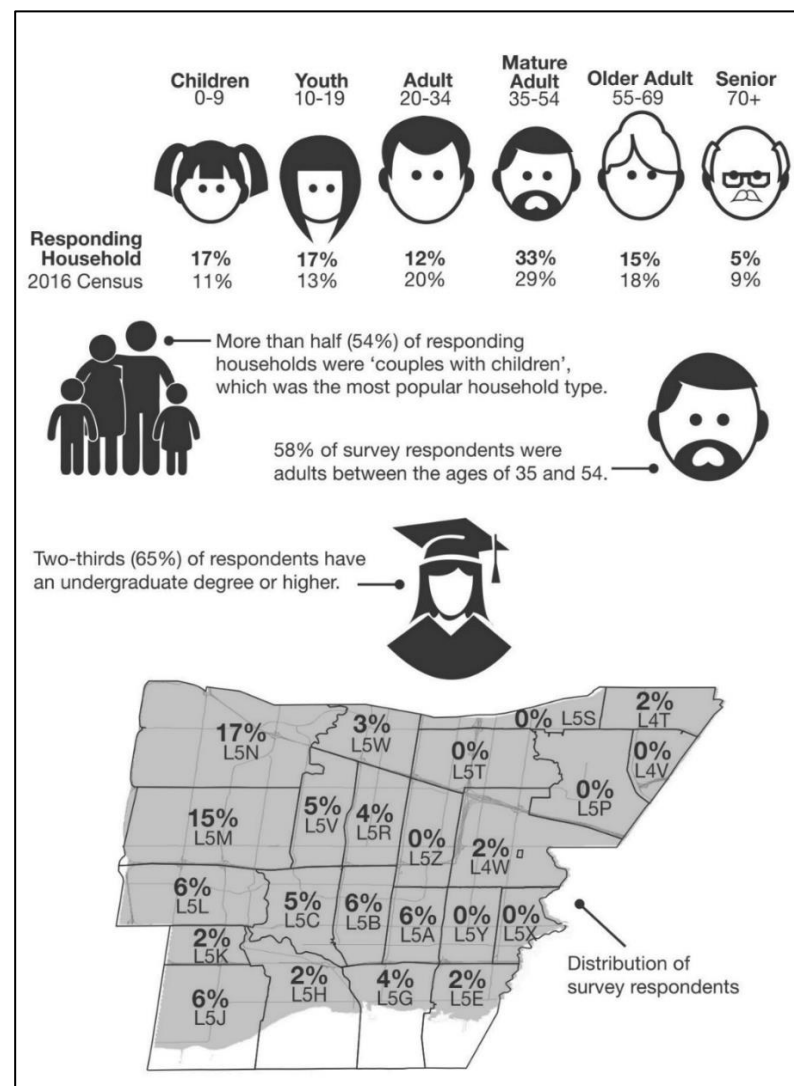 Children Youth Adult Mature Adult Older Adult Senior
0-9 10-19 20-34 35-54 55-69 70+
Responding
Household 17% 17% 12% 33% 15% 5%
2016 Census 11% 13% 20% 29% 18% 9%
More than half (54%) of responding
households were ‘couples with children’,
which was the most popular household type.
58% of survey respondents were
adults between the ages of 35 and 54.
Two-thirds (65%) of respondents have
an undergraduate degree or higher.
17%
L5N
3%
L5W
0% L5S
2%
L4T
0%
L5T
0%
L4V
0%
L5P
15%
L5M
5%
L5V
4%
L5R
0%
L5Z
2%
L4W
6%
L5L
5%
L5C
6%
L5B
6%
L5A
0%
L5Y
0%
L5X
2%
L5K
6%
L5J
2%
L5H
4%
L5G
2%
L5E
Distribution of
survey respondents